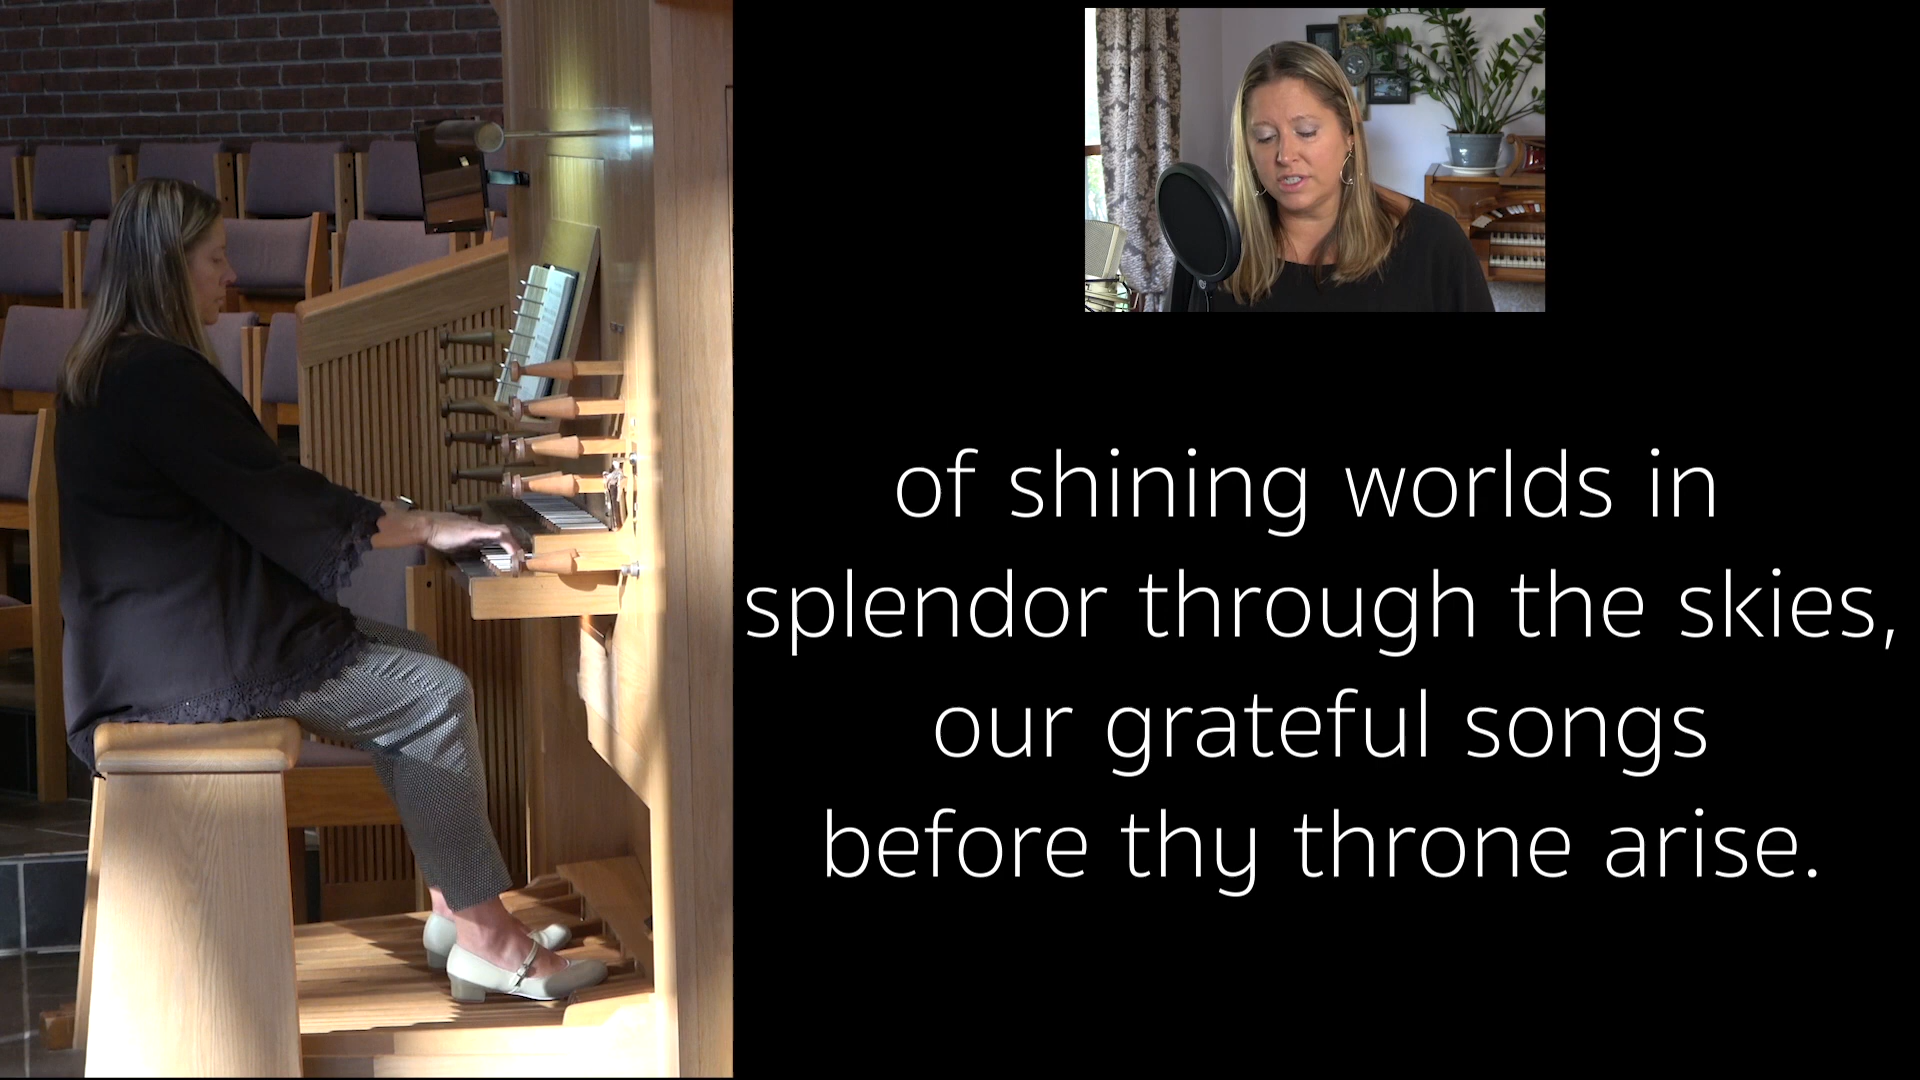 of shining worlds in
splendor through the skies,
our grateful songs
before thy throne arise.